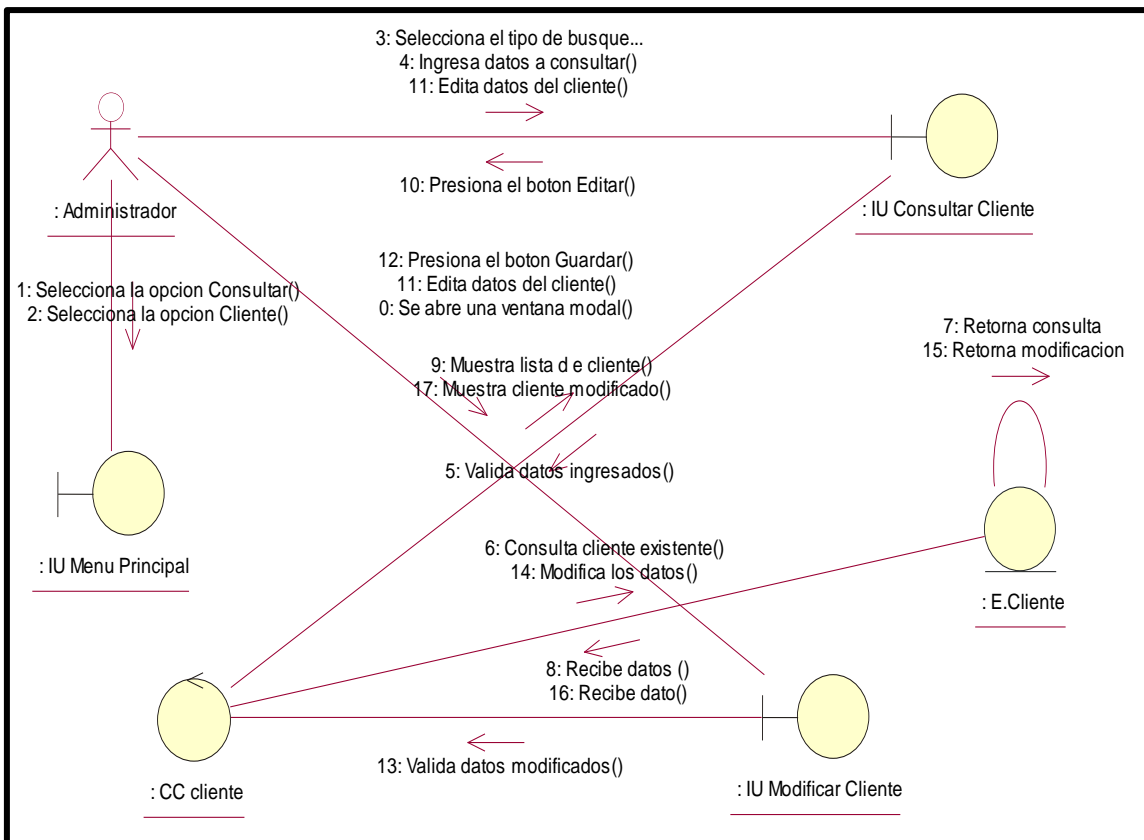 3: Selecciona el tipo de busque...
4: Ingresa datos a consultar()
11: Edita datos del cliente()
10: Presiona el boton Editar()
: Administrador
: IU Consultar Cliente
12: Presiona el boton Guardar()
11: Edita datos del cliente()
0: Se abre una ventana modal()
1: Selecciona la opcion Consultar()
2: Selecciona la opcion Cliente()
7: Retorna consulta
15: Retorna modificacion
9: Muestra lista d e cliente()
17: Muestra cliente modificado()
5: Valida datos ingresados()
6: Consulta cliente existente()
14: Modifica los datos()
: IU Menu Principal
: E.Cliente
8: Recibe datos ()
16: Recibe dato()
13: Valida datos modificados()
: CC cliente
: IU Modificar Cliente